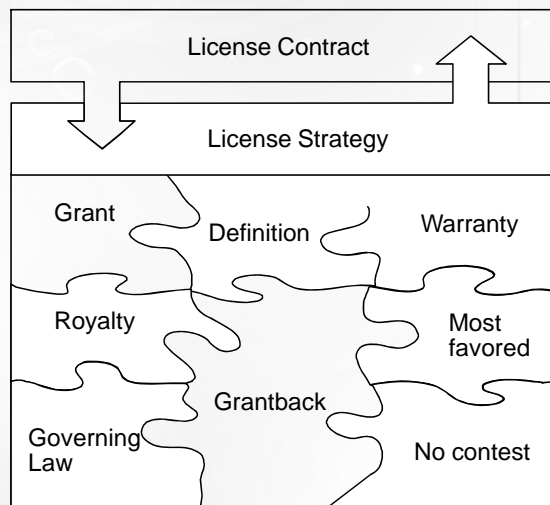 License Contract
License Strategy
Grant
Definition
Warranty
Royalty
Most
favored
Grantback
Governing
Law
No contest